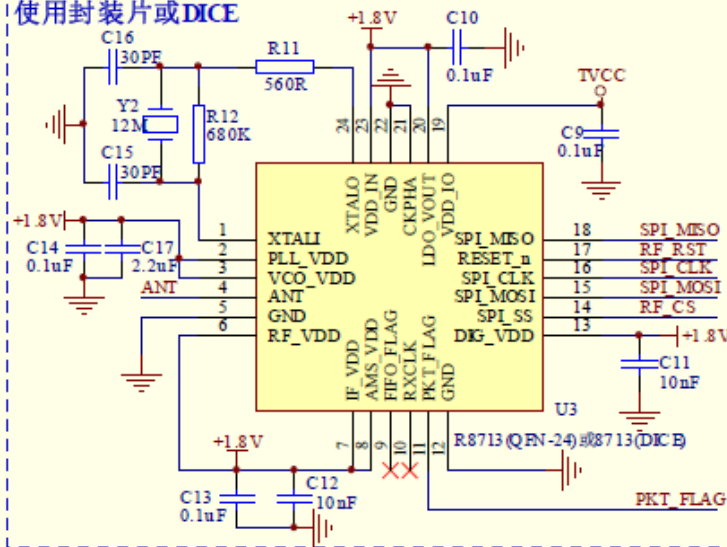 使用封装片或DICE
C16
30PF
Y2
12M
C15
30PF
R12
680K
R11
560R
+1.8V
C10
0.1uF
TVCC
C9
0.1uF
24
23
22
21
20
19
XTALO
VDD_IN
GND
CKPHA
LDO_VOUT
VDD_IO
+1.8V
C14
0.1uF
C17
2.2uF
ANT
1 XTALI
2 PLL_VDD
3 VCO_VDD
4 ANT
5 GND
6 RF_VDD
SPI_MISO 18 SPI_MISO
RESET_n 17 RF_RST
SPI_CLK 16 SPI_CLK
SPI_MOSI 15 SPI_MOSI
SPI_SS 14 RF_CS
DIG_VDD 13
+1.8V
C11
10nF
IF_VDD
AMS_VDD
FIFO_FLAG
RXCLK
PKT_FLAG
GND
7
8
9
10
11
12
U3
R8713(QFN-24)或8713(DICE)
+1.8V
C13
0.1uF
C12
10nF
PKT_FLAG